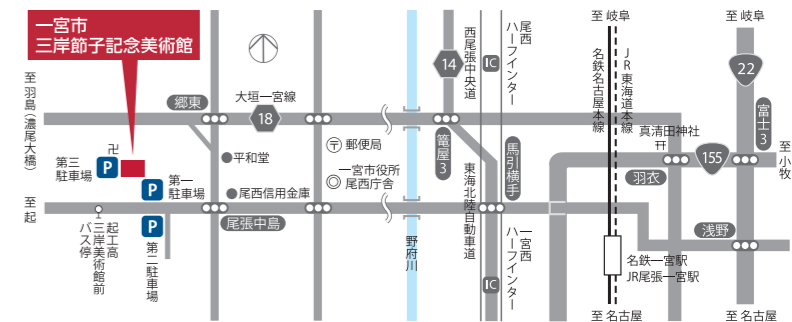 一宮市
三岸節子記念美術館
至 羽島(濃尾大橋)
郷東
大垣一宮線
18
平和堂
〒 郵便局
一宮市役所
尾西庁舎
卍
第三
駐車場
P
P
第一
駐車場
P
第二駐車場
尾西信用金庫
至 起
尾張中島
起工高
三岸美術館前
バス停
野府川
14
西尾張中央道
IC
尾西
ハーフインター
篭屋3
馬引横手
東海北陸自動車道
一宮西
ハーフインター
IC
至 岐阜
名鉄名古屋本線
JR東海道本線
真清田神社
羽衣
155
至 岐阜
22
富士3
至 小牧
浅野
名鉄一宮駅
JR尾張一宮駅
至 名古屋
至 名古屋